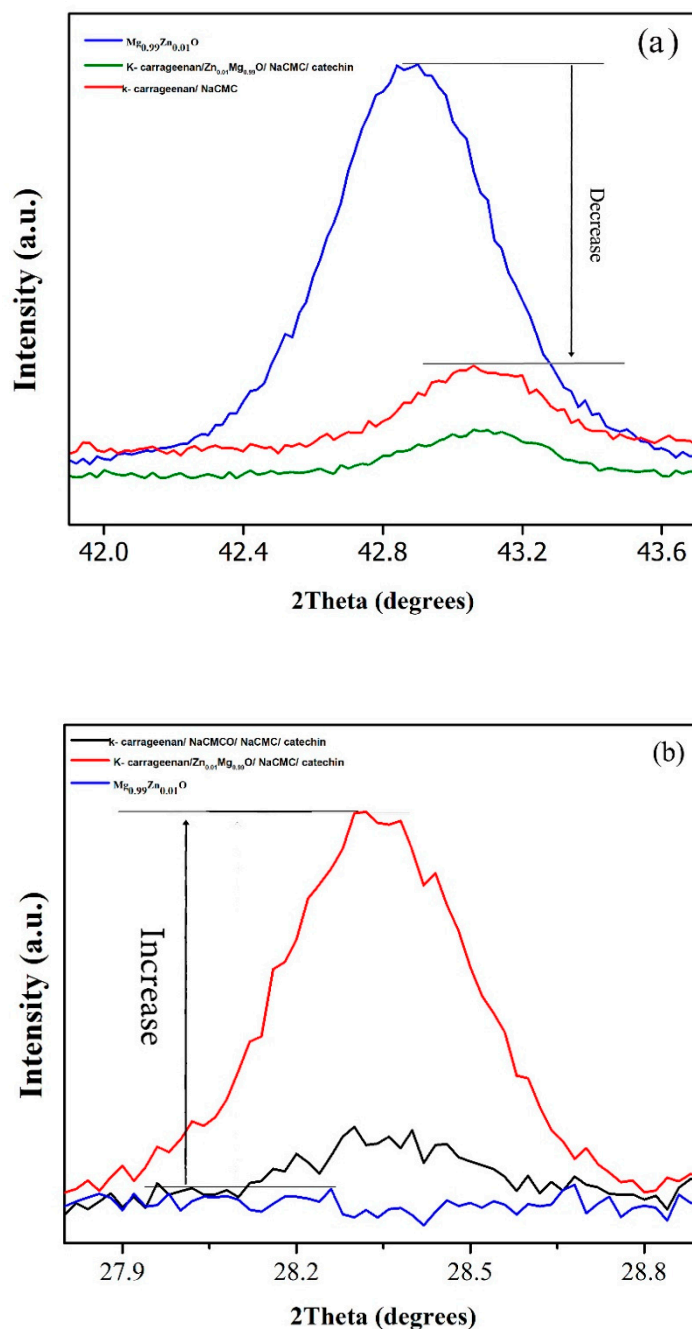 (a)
Mg0.99Zn0.01O
K- carrageenan/Zn0.01Mg0.99O/ NaCMC/ catechin
k- carrageenan/ NaCMC
Decrease
Intensity (a.u.)
42.0 42.4 42.8 43.2 43.6
2Theta (degrees)
(b)
k- carrageenan/ NaCMCO/ NaCMC/ catechin
K- carrageenan/Zn0.01Mg0.99O/ NaCMC/ catechin
Mg0.99Zn0.01O
Increase
Intensity (a.u.)
27.9 28.2 28.5 28.8
2Theta (degrees)